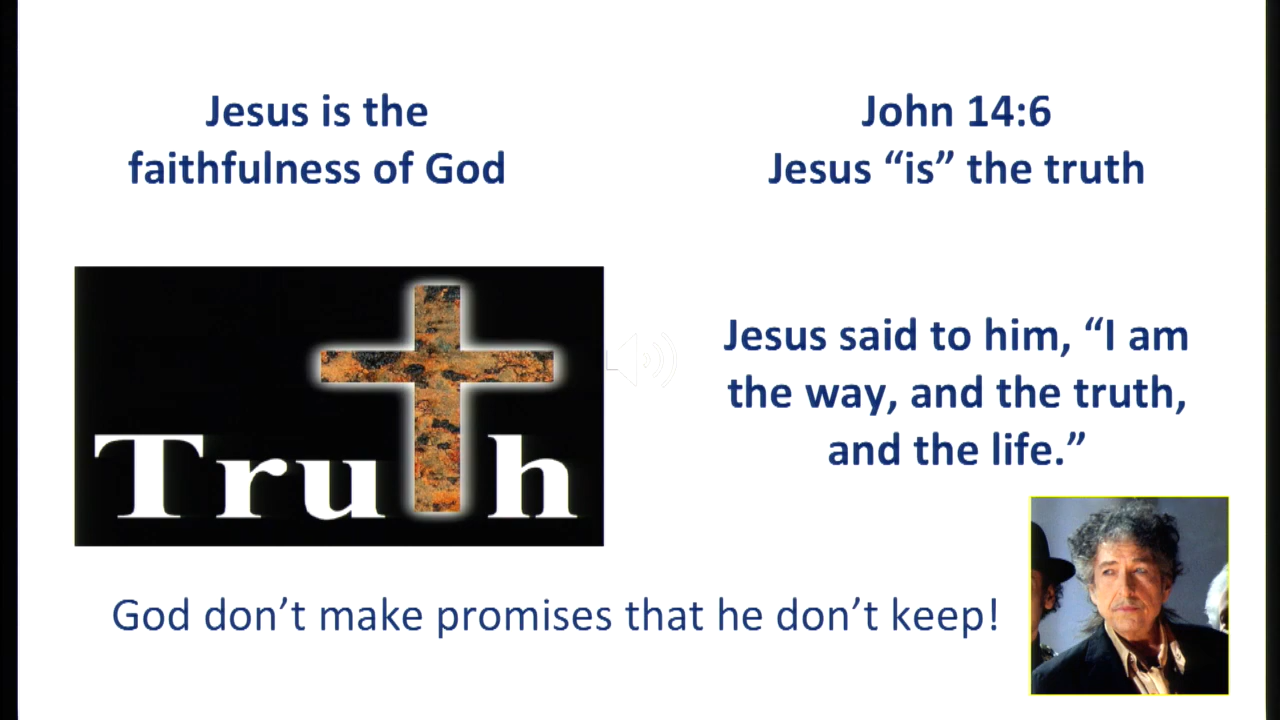 Jesus is the
faithfulness of God
John 14:6
Jesus “is” the truth
Truth
Jesus said to him, “I am
the way, and the truth,
and the life.”
God don’t make promises that he don’t keep!